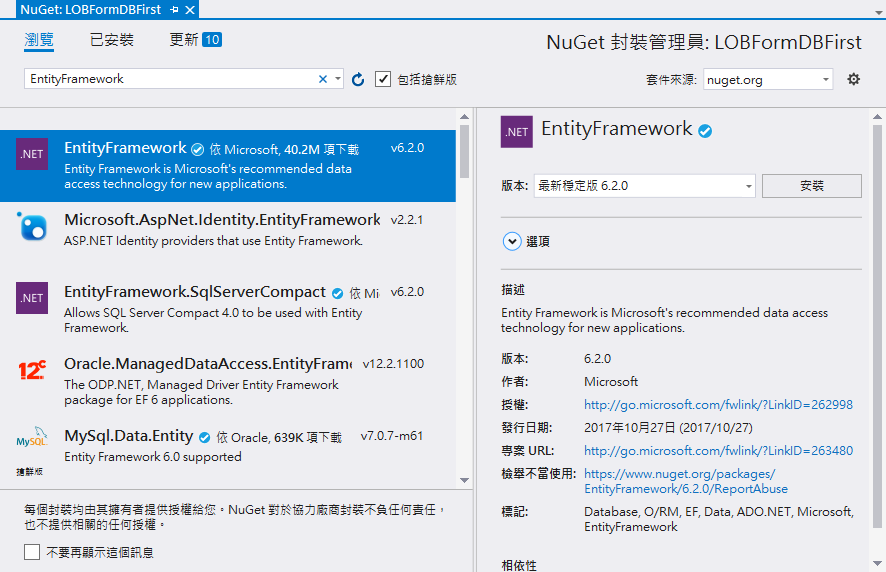 NuGet: LOBFormDBFirst
瀏覽 已安裝 更新 10
NuGet 封裝管理員: LOBFormDBFirst
EntityFramework
包括搶鮮版
套件來源: nuget.org
.NET
EntityFramework 依 Microsoft, 40.2M 項下載 v6.2.0
Entity Framework is Microsoft's recommended data
access technology for new applications.
Microsoft.AspNet.Identity.EntityFramework v2.2.1
ASP.NET Identity providers that use Entity Framework.
.NET
EntityFramework.SqlServerCompact 依 Mi v6.2.0
Allows SQL Server Compact 4.0 to be used with Entity
Framework.
12c
Oracle.ManagedDataAccess.EntityFram v12.2.1100
The ODP.NET, Managed Driver Entity Framework
package for EF 6 applications.
MySQL
搶鮮版
MySql.Data.Entity 依 Oracle, 639K 項下載 v7.0.7-m61
Entity Framework 6.0 supported
每個封裝均由其擁有者提供授權給您。NuGet 對於協力廠商封裝不負任何責任，
也不提供相關的任何授權。
不要再顯示這個訊息
.NET
EntityFramework
版本: 最新穩定版 6.2.0 安裝
選項
描述
Entity Framework is Microsoft's recommended data access
technology for new applications.
版本: 6.2.0
作者: Microsoft
授權: http://go.microsoft.com/fwlink/?LinkID=262998
發行日期: 2017年10月27日 (2017/10/27)
專案 URL: http://go.microsoft.com/fwlink/?LinkID=263480
檢舉不當使用: https://www.nuget.org/packages/
EntityFramework/6.2.0/ReportAbuse
標記: Database, O/RM, EF, Data, ADO.NET, Microsoft,
EntityFramework
相依性